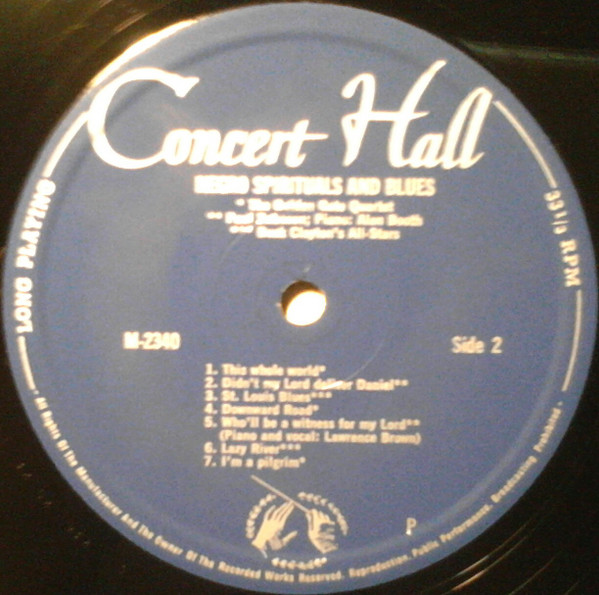 Concert Hall
NEGRO SPIRITUALS AND BLUES
* The Golden Gate Quartet
** Paul Robeson; Piano: Alan Booth
*** Buck Clayton's All-Stars
LONG PLAYING
33 1/3 RPM
M-2340
Side 2
1. This whole world*
2. Didn't my Lord deliver Daniel**
3. St. Louis Blues***
4. Downward Road*
5. Who'll be a witness for my Lord**
(Piano and vocal: Lawrence Brown)
6. Lazy River***
7. I'm a pilgrim*
P
- All Rights Of The Manufacturer And The Owner Of The Recorded Works Reserved. Reproduction. Public Performance. Broadcasting Prohibited. -